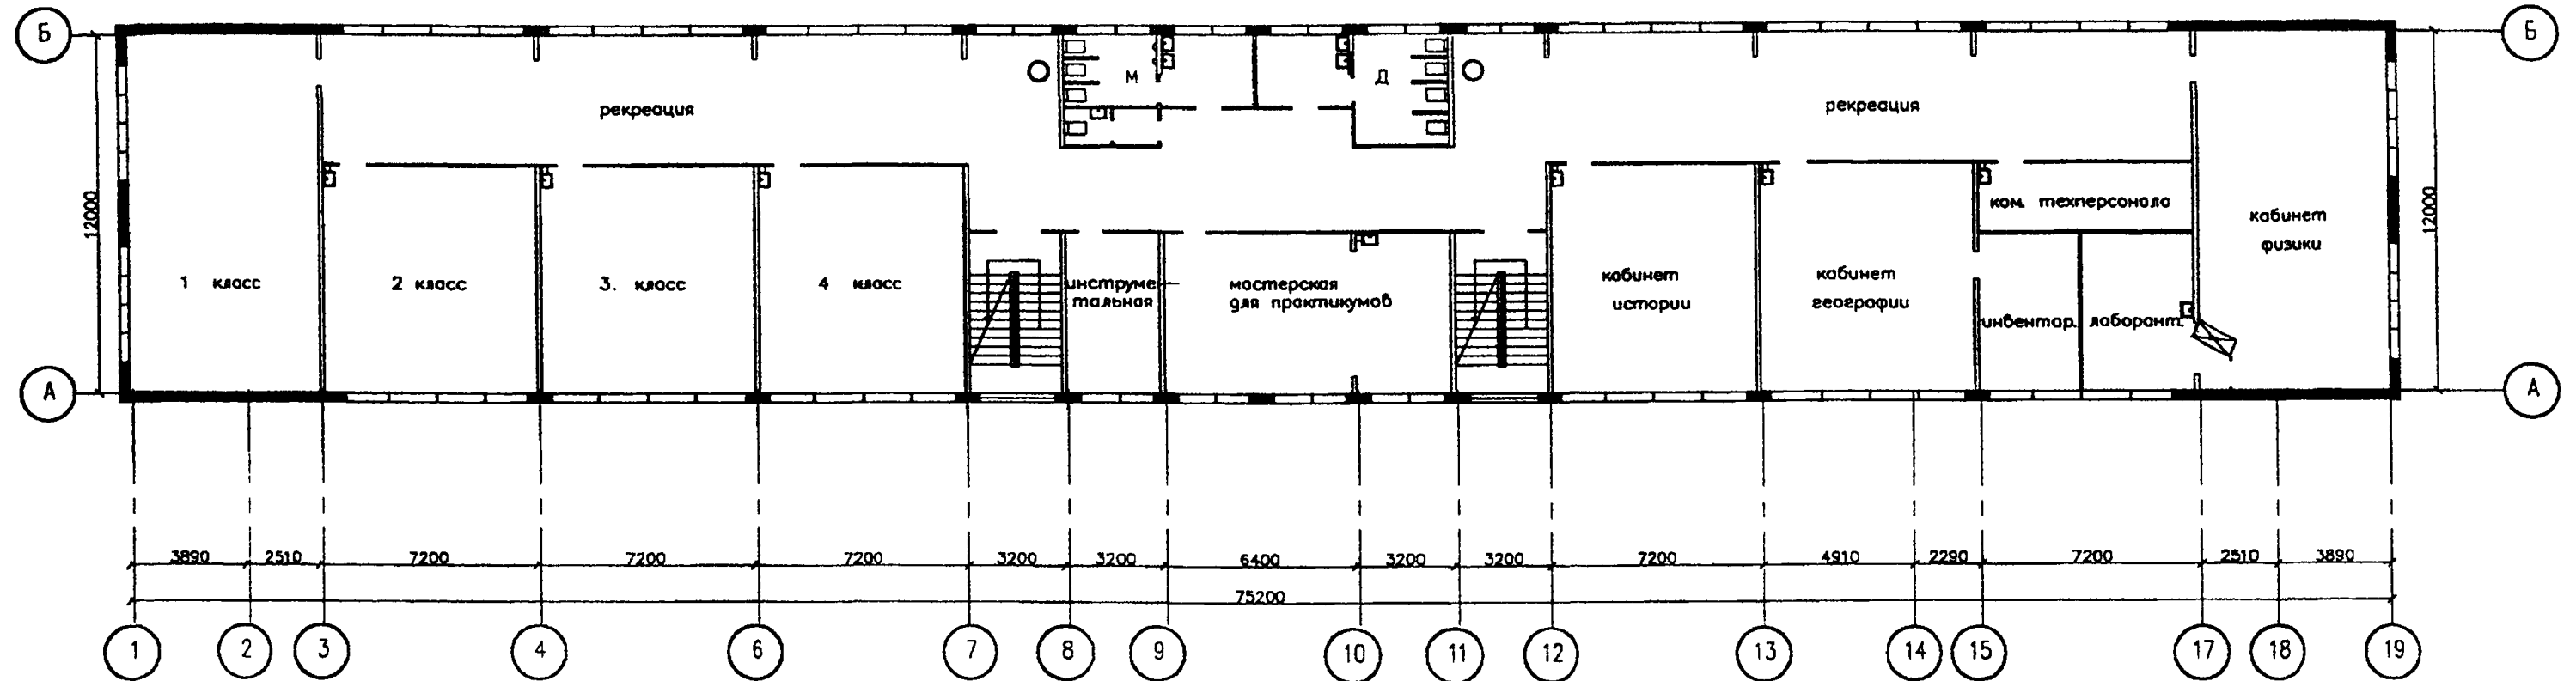 Б
Б
М
Д
рекреация
рекреация
12000
12000
ком. техперсонала
кабинет
физики
1 класс
2 класс
3. класс
4 класс
инструме-
тальная
мастерская
для практикумов
кабинет
истории
кабинет
географии
инвентар.
лаборант.
А
А
3890 2510 7200 7200 7200 3200 3200 6400 3200 3200 7200 4910 2290 7200 2510 3890
75200
1 2 3 4 6 7 8 9 10 11 12 13 14 15 17 18 19